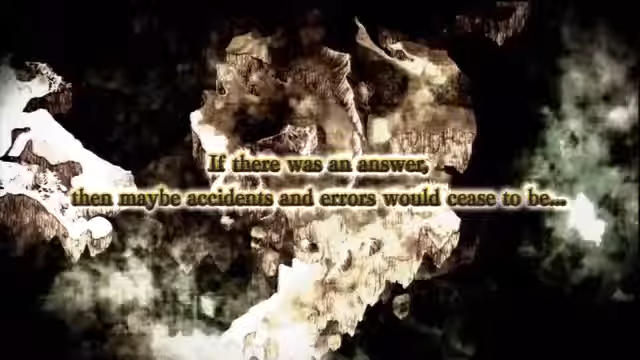 If there was an answer,
then maybe accidents and errors would cease to be...